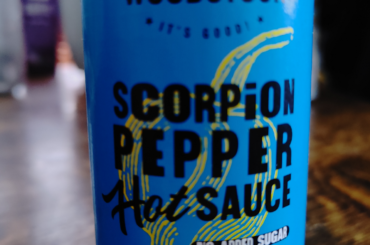 ★ IT'S GOOD! ★
SCORPION
PEPPER
Hot SAUCE
NO ADDED SUGAR